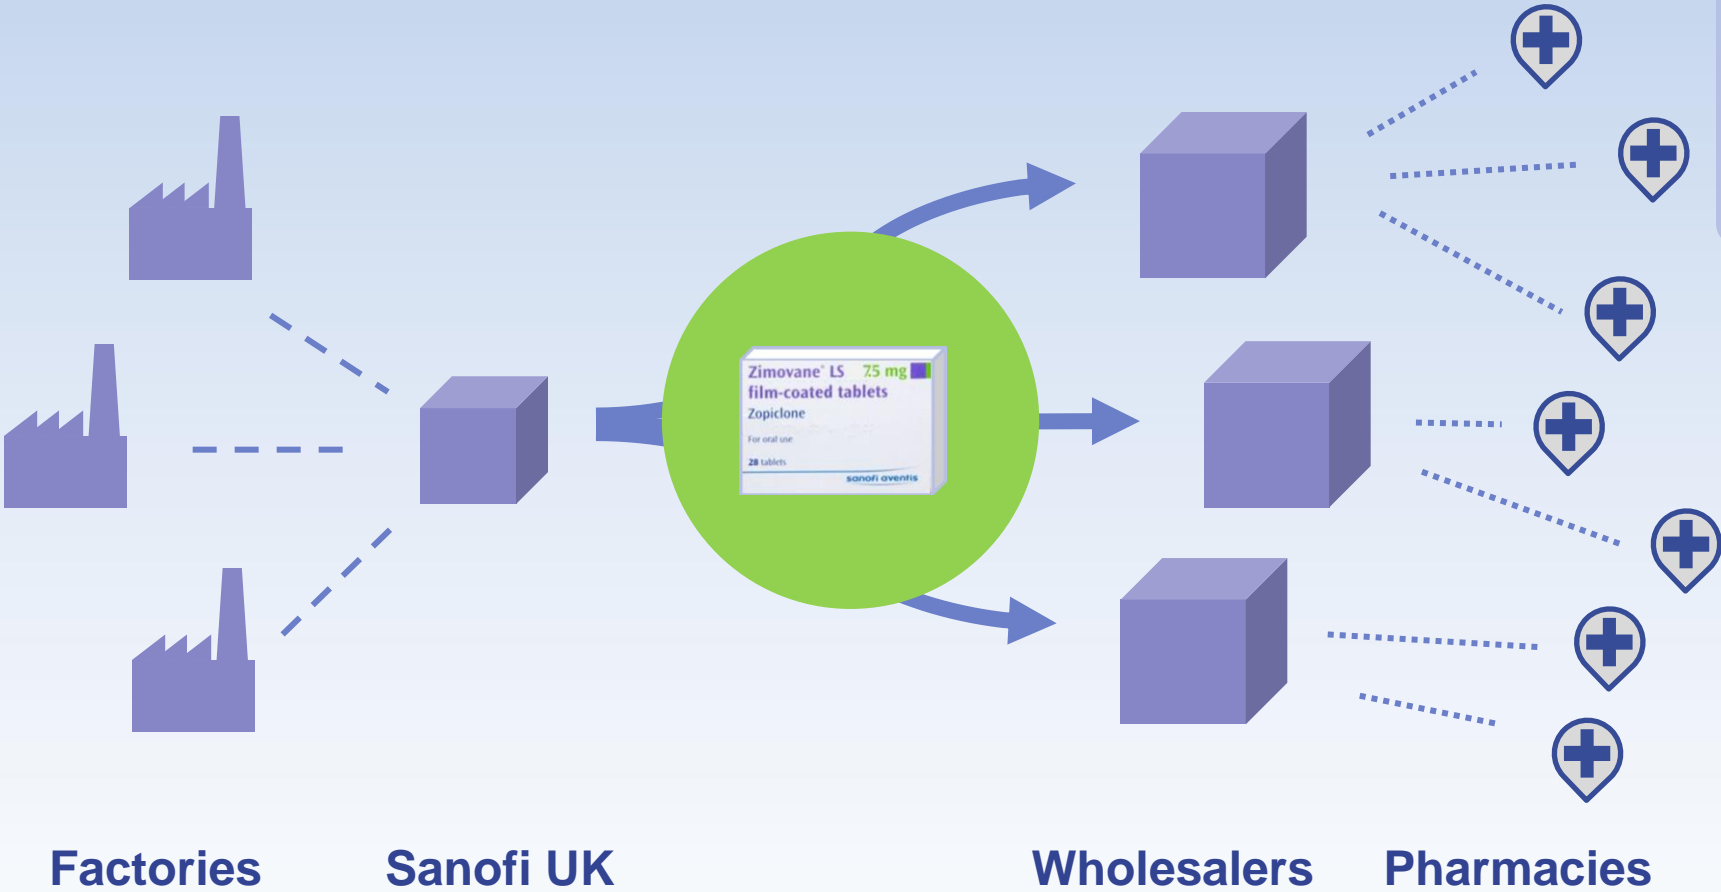 Zimovane® LS 7.5 mg
film-coated tablets
Zopiclone
For oral use
28 tablets
sanofi aventis
Factories
Sanofi UK
Wholesalers
Pharmacies